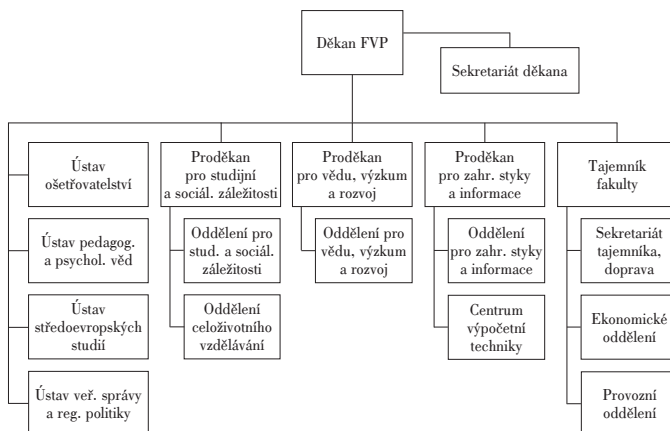 Děkan FVP
Sekretariát děkana
Ústav
ošetřovatelství
Proděkan
pro studijní
a sociál. záležitosti
Proděkan
pro vědu, výzkum
a rozvoj
Proděkan
pro zahr. styky
a informace
Tajemník
fakulty
Ústav pedagog.
a psychol. věd
Oddělení pro
stud. a sociál.
záležitosti
Oddělení pro
vědu, výzkum
a rozvoj
Oddělení
pro zahr. styky
a informace
Sekretariát
tajemníka,
doprava
Ústav
středoevropských
studií
Oddělení
celoživotního
vzdělávání
Centrum
výpočetní
techniky
Ekonomické
oddělení
Ústav veř. správy
a reg. politiky
Provozní
oddělení